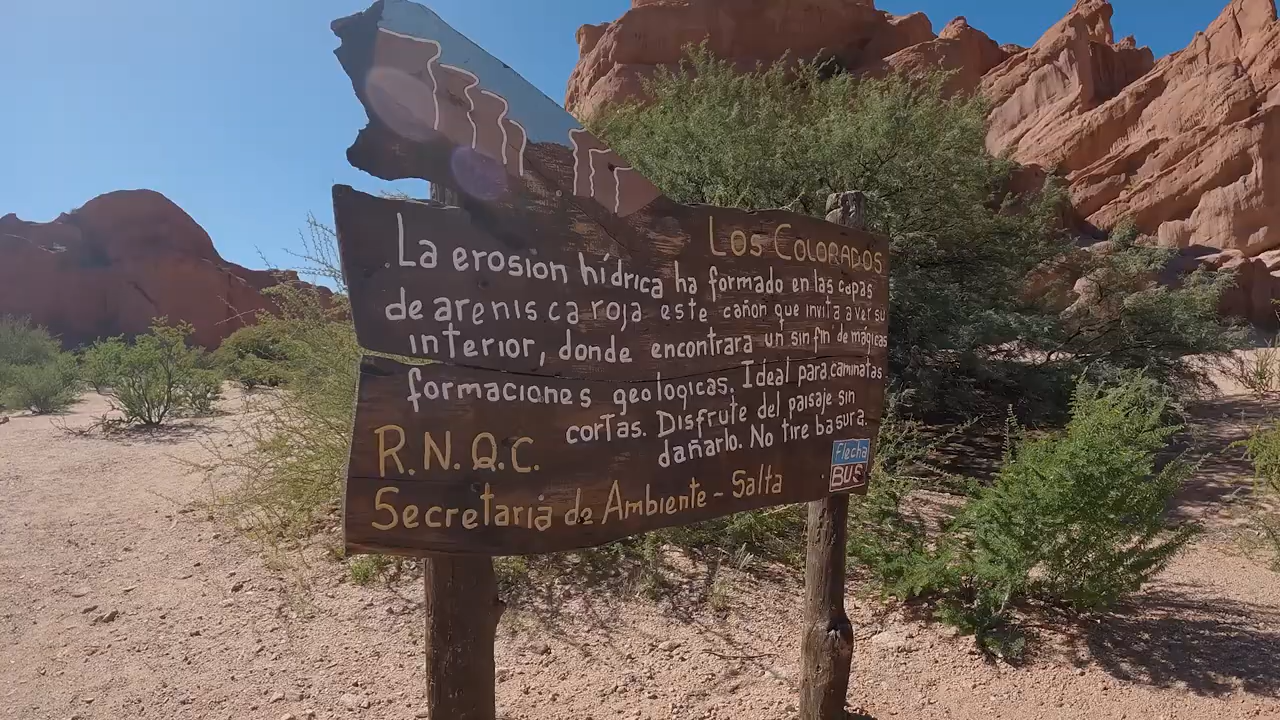 Los Colorados
La erosion hídrica ha formado en las capas
de arenisca roja este cañon que invita a ver su
interior, donde encontrara un sin fin de mágicas
formaciones geologicas. Ideal para caminatas
cortas. Disfrute del paisaje sin
dañarlo. No tire basura.
R.N.Q.C.
Secretaria de Ambiente - Salta
flecha
BUS